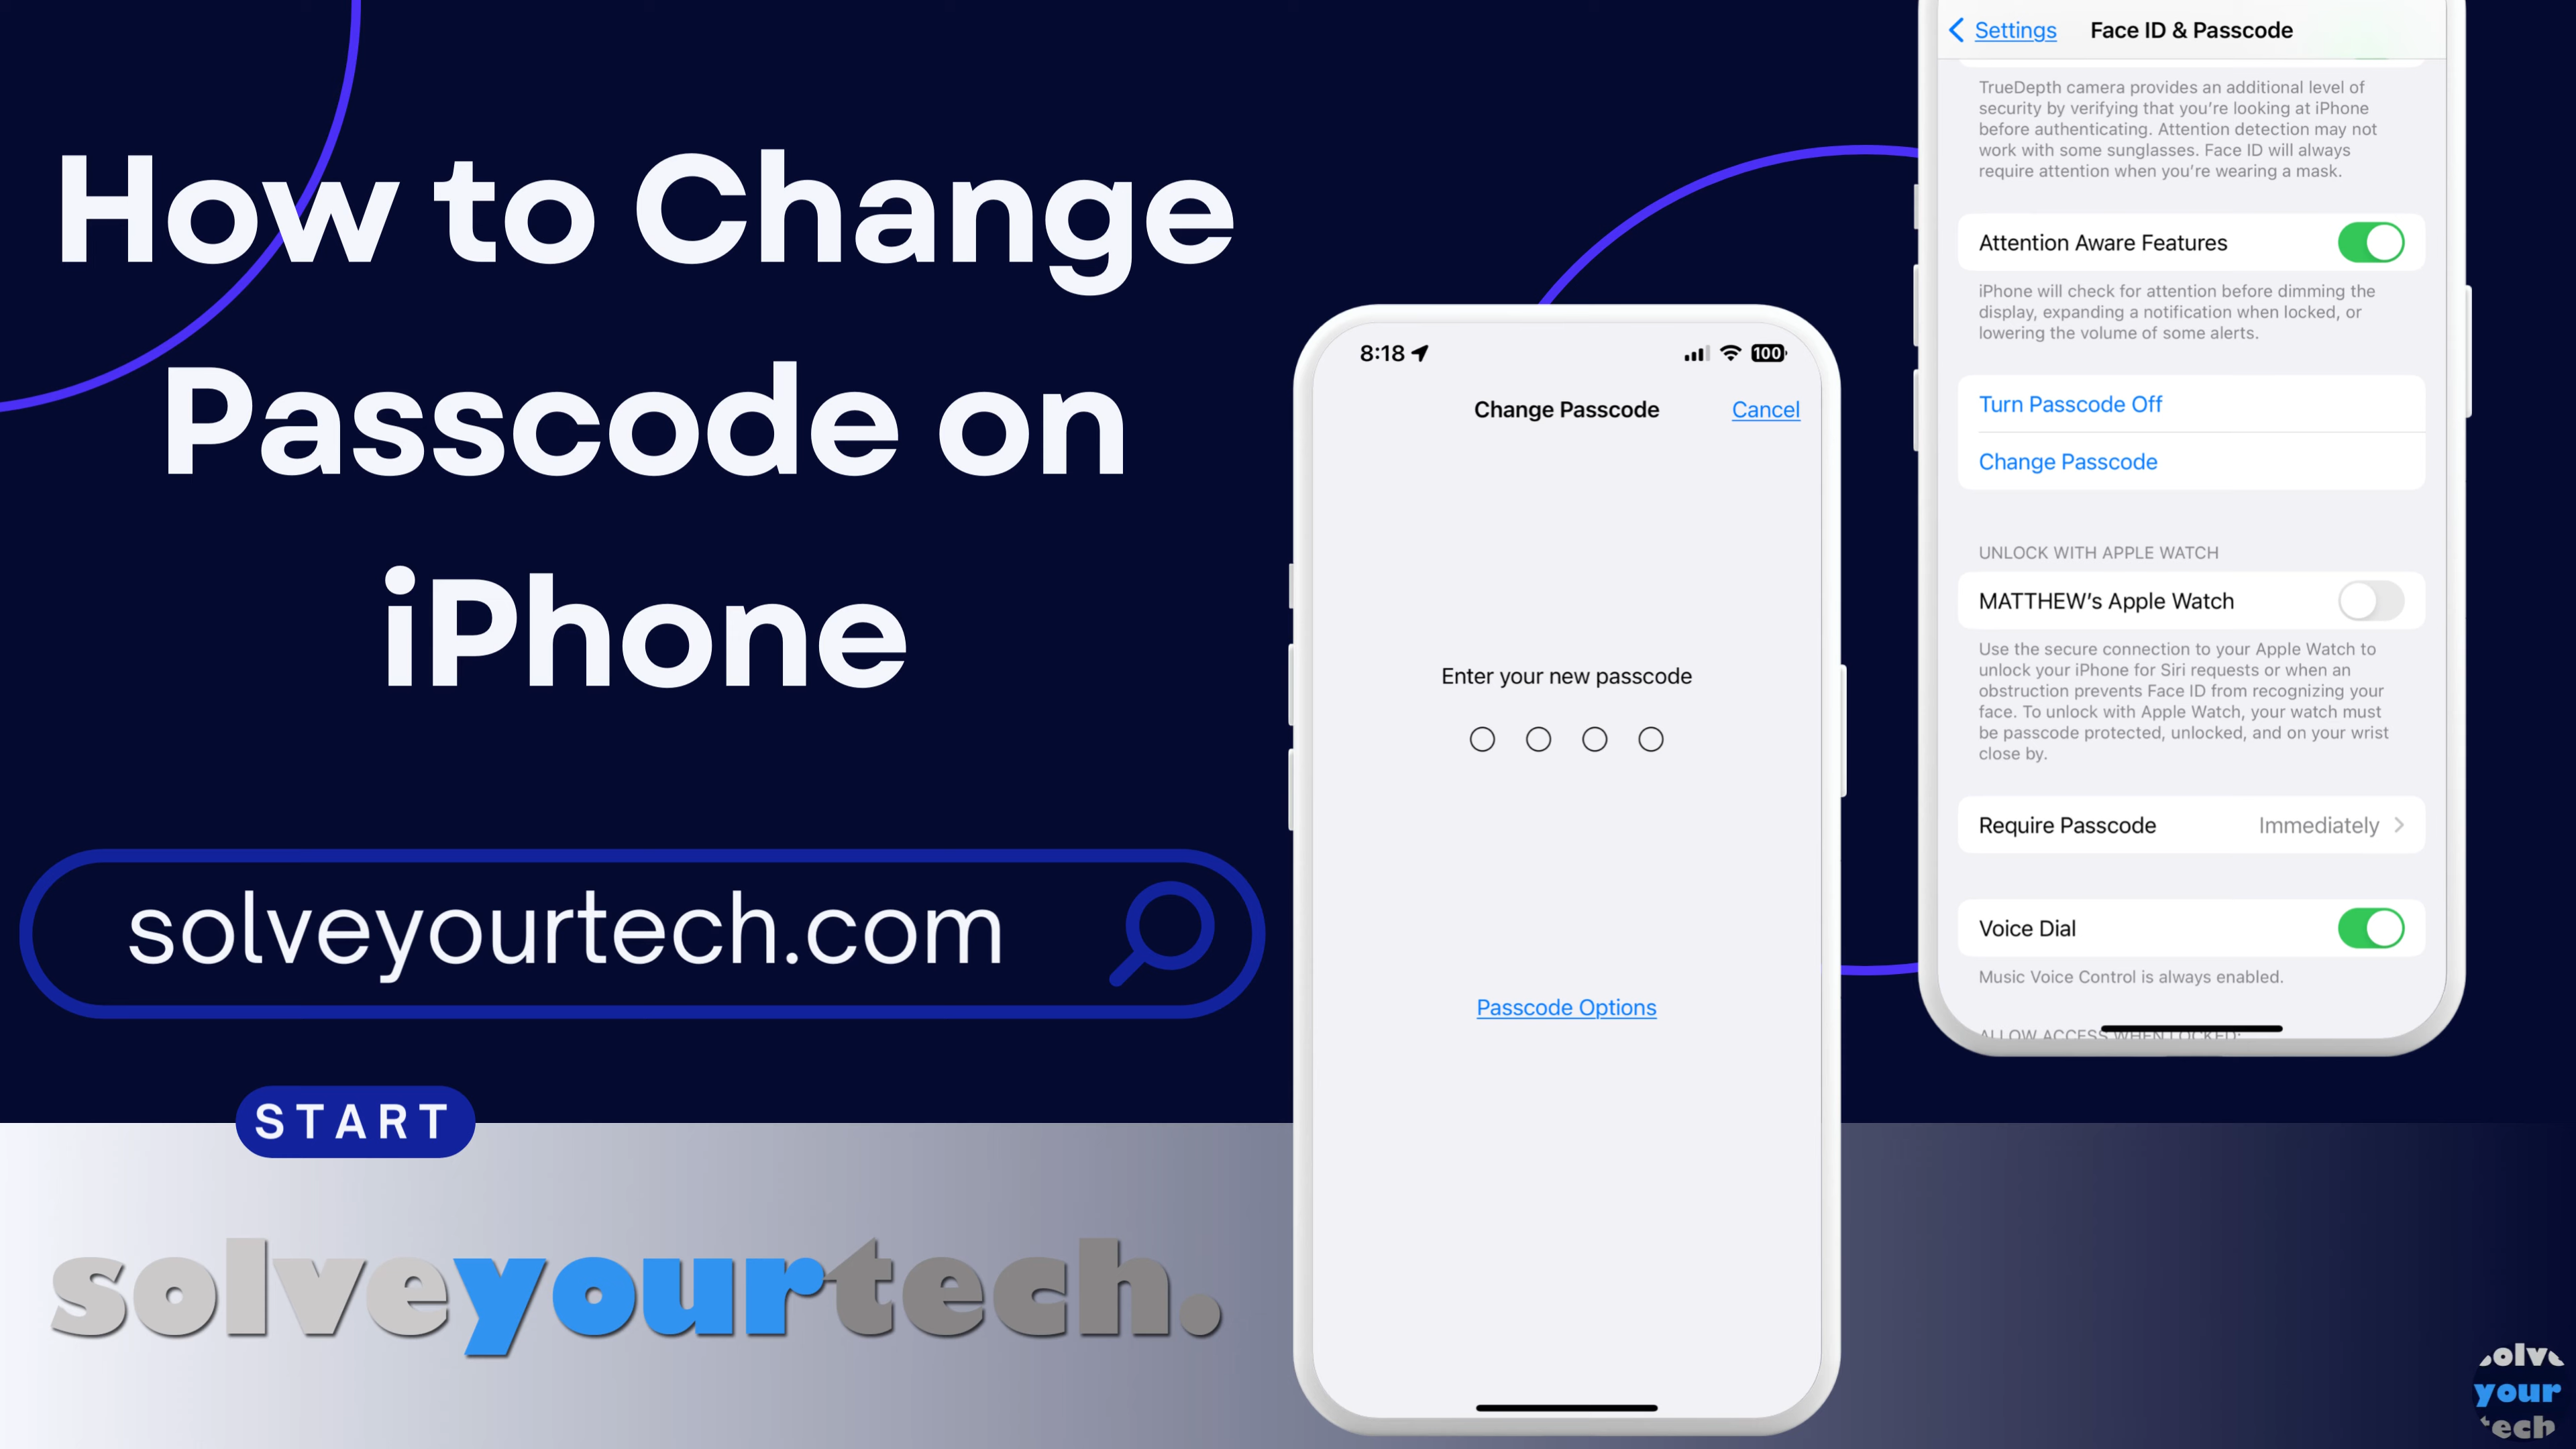 How to Change
Passcode on
iPhone
solveyourtech.com
START
solveyourtech.
8:18
100
Change Passcode
Cancel
Enter your new passcode
Passcode Options
Settings
Face ID & Passcode
TrueDepth camera provides an additional level of
security by verifying that you're looking at iPhone
before authenticating. Attention detection may not
work with some sunglasses. Face ID will always
require attention when you're wearing a mask.
Attention Aware Features
iPhone will check for attention before dimming the
display, expanding a notification when locked, or
lowering the volume of some alerts.
Turn Passcode Off
Change Passcode
UNLOCK WITH APPLE WATCH
MATTHEW's Apple Watch
Use the secure connection to your Apple Watch to
unlock your iPhone for Siri requests or when an
obstruction prevents Face ID from recognizing your
face. To unlock with Apple Watch, your watch must
be passcode protected, unlocked, and on your wrist
close by.
Require Passcode
Immediately
Voice Dial
Music Voice Control is always enabled.
ALLOW ACCESS WHEN LOCKED:
solve
your
tech